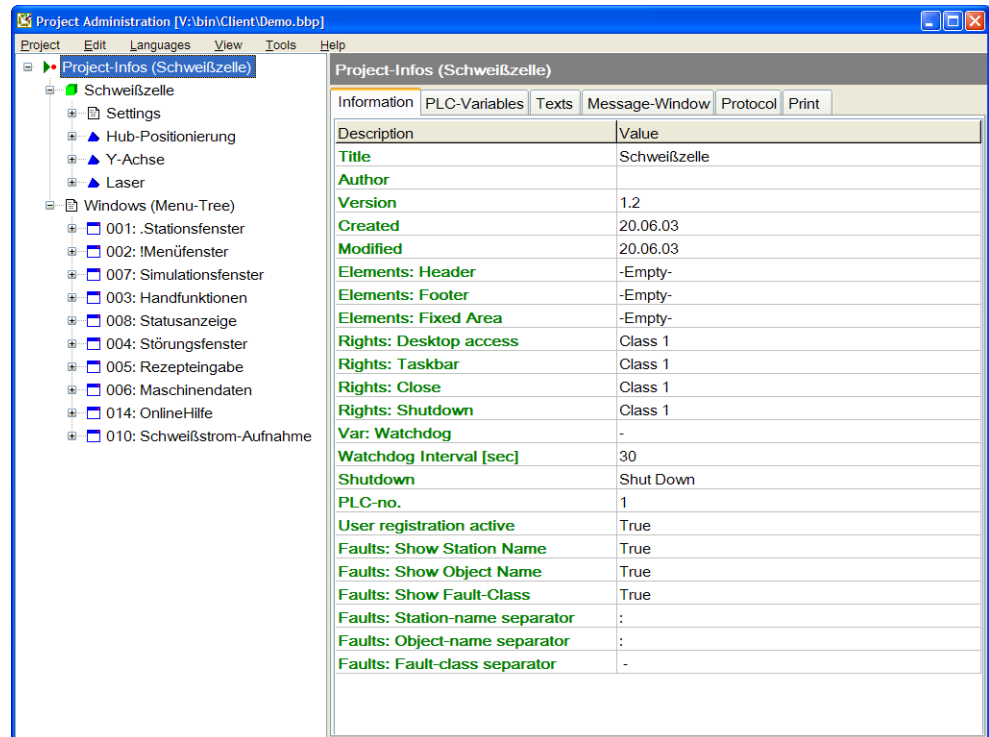 Project Administration [V:\bin\Client\Demo.bbp]
Project Edit Languages View Tools Help
Project-Infos (Schweißzelle)
Schweißzelle
Settings
Hub-Positionierung
Y-Achse
Laser
Windows (Menu-Tree)
001: .Stationsfenster
002: !Menüfenster
007: Simulationsfenster
003: Handfunktionen
008: Statusanzeige
004: Störungsfenster
005: Rezepteingabe
006: Maschinendaten
014: OnlineHilfe
010: Schweißstrom-Aufnahme
Project-Infos (Schweißzelle)
Information PLC-Variables Texts Message-Window Protocol Print
Description Value
Title Schweißzelle
Author
Version 1.2
Created 20.06.03
Modified 20.06.03
Elements: Header -Empty-
Elements: Footer -Empty-
Elements: Fixed Area -Empty-
Rights: Desktop access Class 1
Rights: Taskbar Class 1
Rights: Close Class 1
Rights: Shutdown Class 1
Var: Watchdog -
Watchdog Interval [sec] 30
Shutdown Shut Down
PLC-no. 1
User registration active True
Faults: Show Station Name True
Faults: Show Object Name True
Faults: Show Fault-Class True
Faults: Station-name separator :
Faults: Object-name separator :
Faults: Fault-class separator -